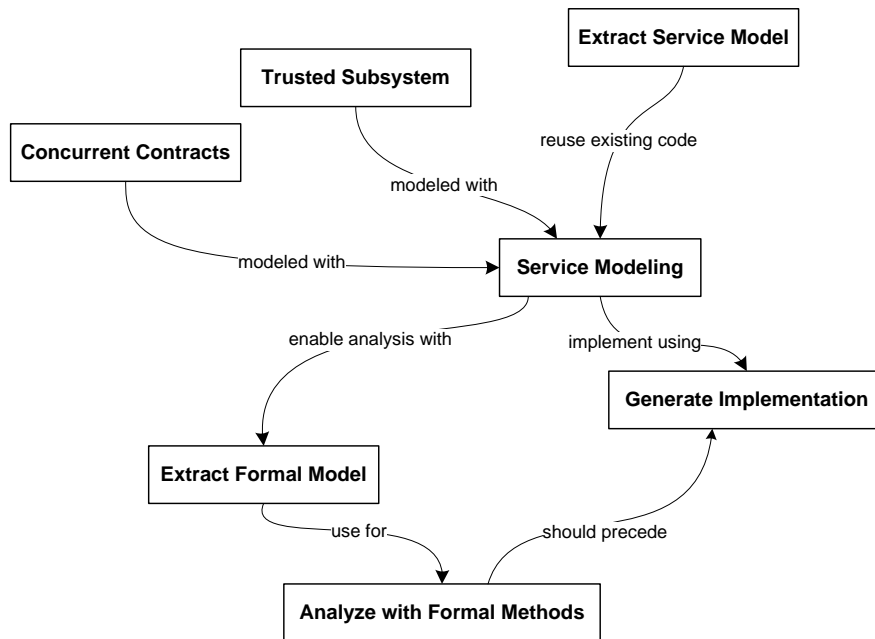 Extract Service Model
Trusted Subsystem
Concurrent Contracts
reuse existing code
modeled with
modeled with
Service Modeling
enable analysis with
implement using
Generate Implementation
Extract Formal Model
use for
should precede
Analyze with Formal Methods